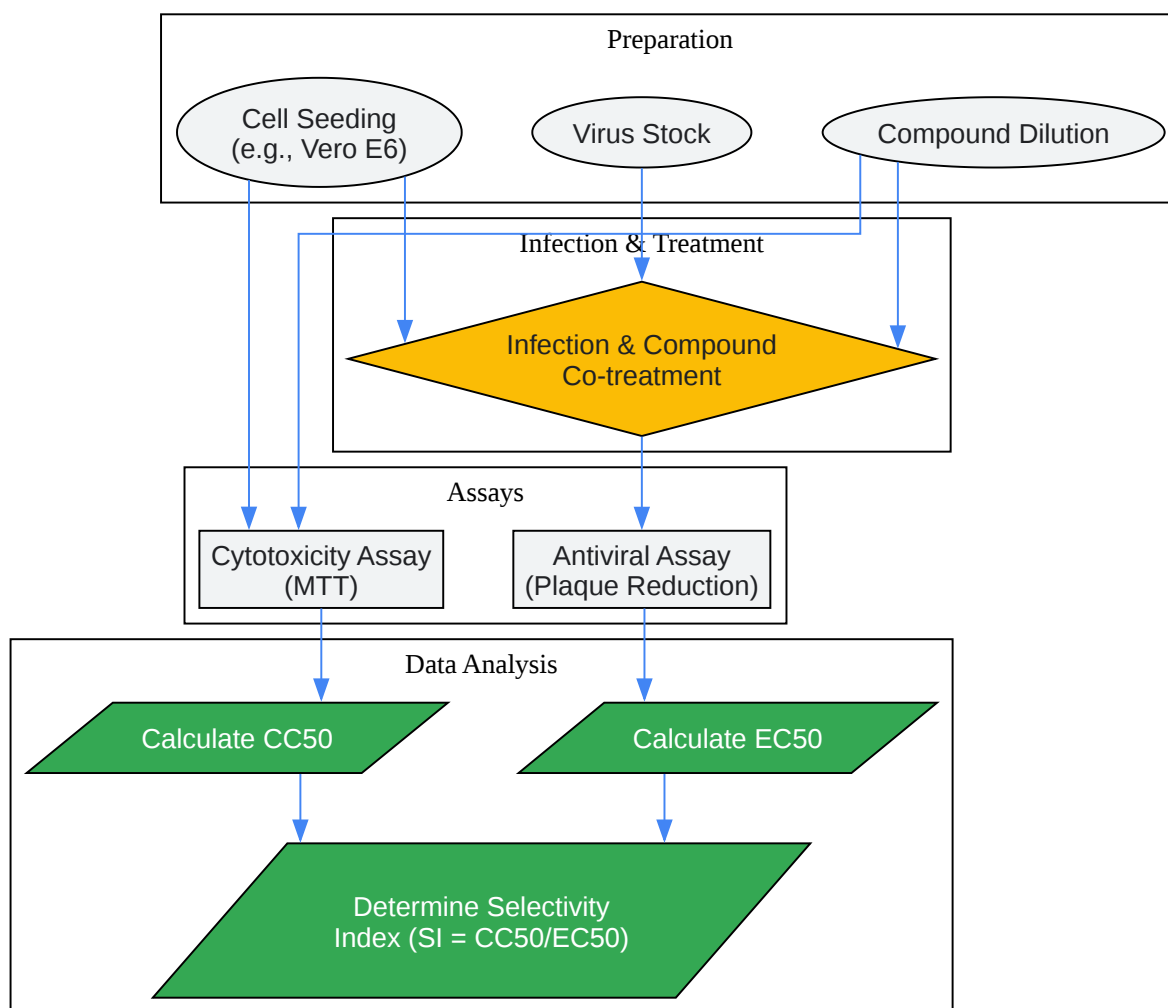 Preparation
Cell Seeding
(e.g., Vero E6)
Virus Stock
Compound Dilution
Infection & Treatment
Infection & Compound
Co-treatment
Assays
Cytotoxicity Assay
(MTT)
Antiviral Assay
(Plaque Reduction)
Data Analysis
Calculate CC50
Calculate EC50
Determine Selectivity
Index (SI = CC50/EC50)